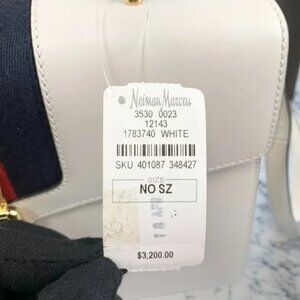 Neiman Marcus
3530 0023
12143
1783740 WHITE
SKU 401087 348427
SIZE
NO SZ
$3,200.00